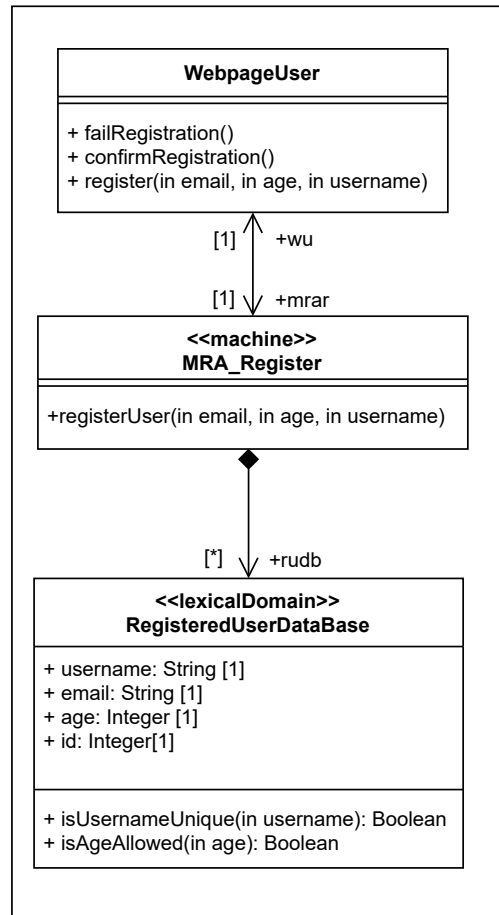 WebpageUser
+ failRegistration()
+ confirmRegistration()
+ register(in email, in age, in username)
[1] +wu
[1] +mrar
<<machine>>
MRA_Register
+registerUser(in email, in age, in username)
[*] +rudb
<<lexicalDomain>>
RegisteredUserDataBase
+ username: String [1]
+ email: String [1]
+ age: Integer [1]
+ id: Integer[1]
+ isUsernameUnique(in username): Boolean
+ isAgeAllowed(in age): Boolean